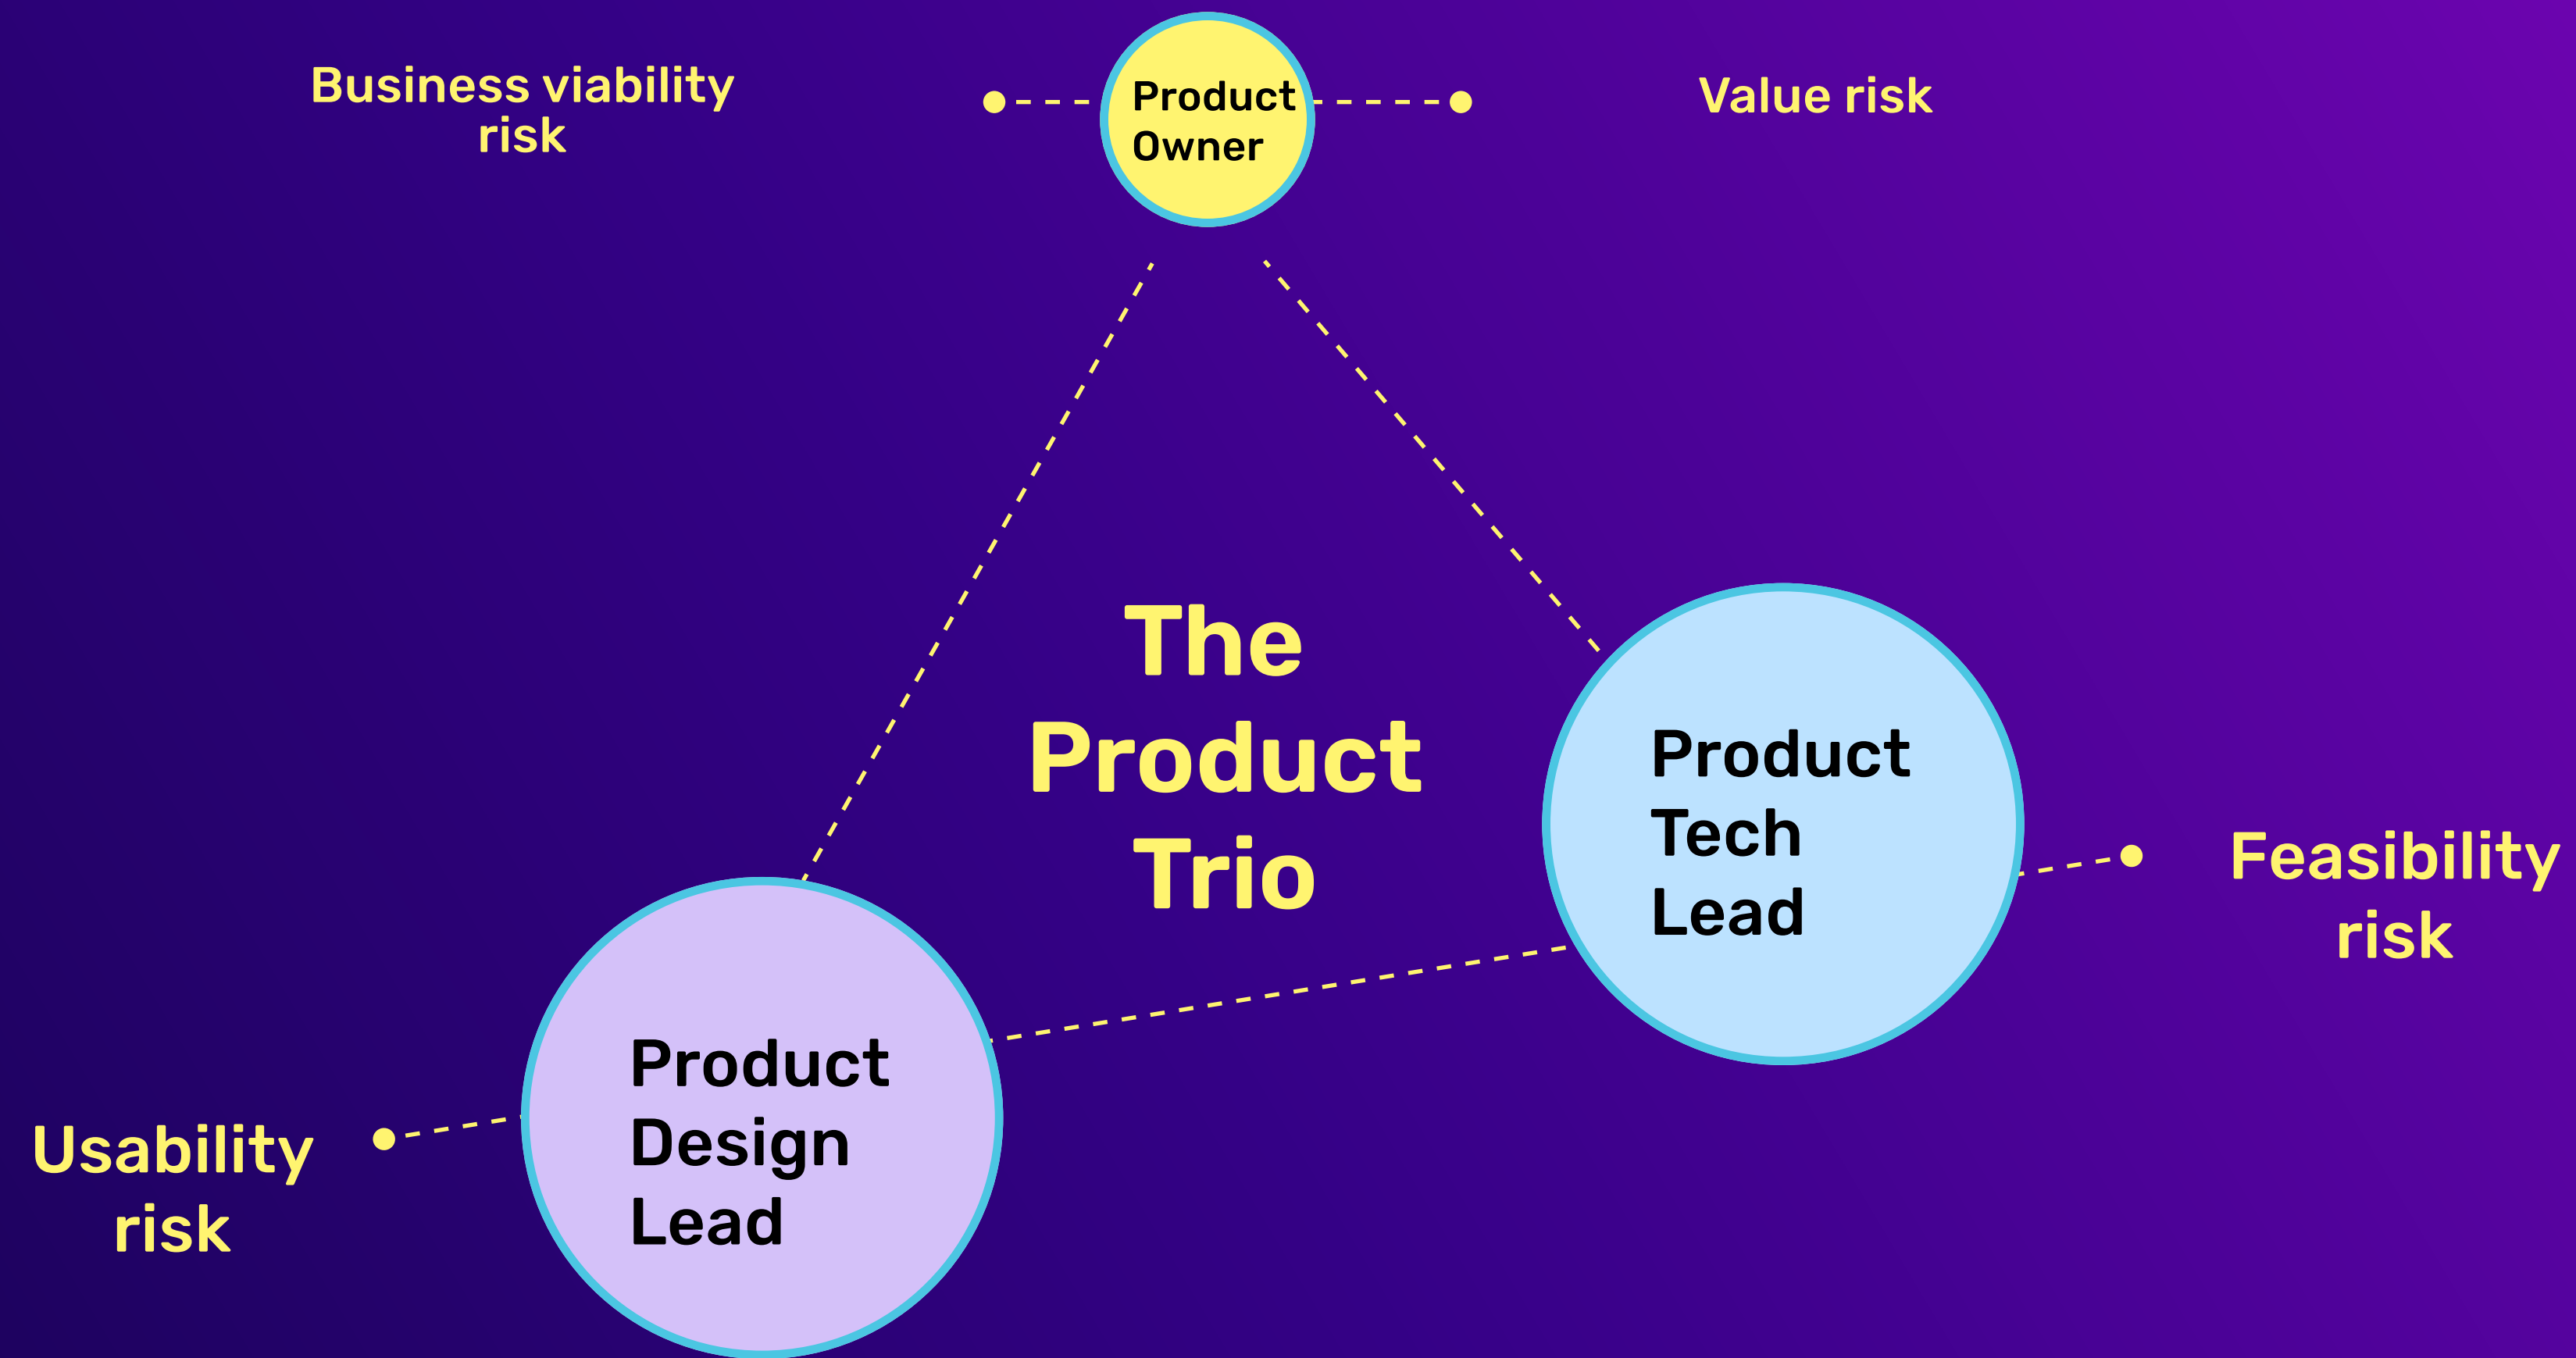 Business viability
risk
Product
Owner
Value risk
The
Product
Trio
Product
Tech
Lead
Feasibility
risk
Product
Design
Lead
Usability
risk